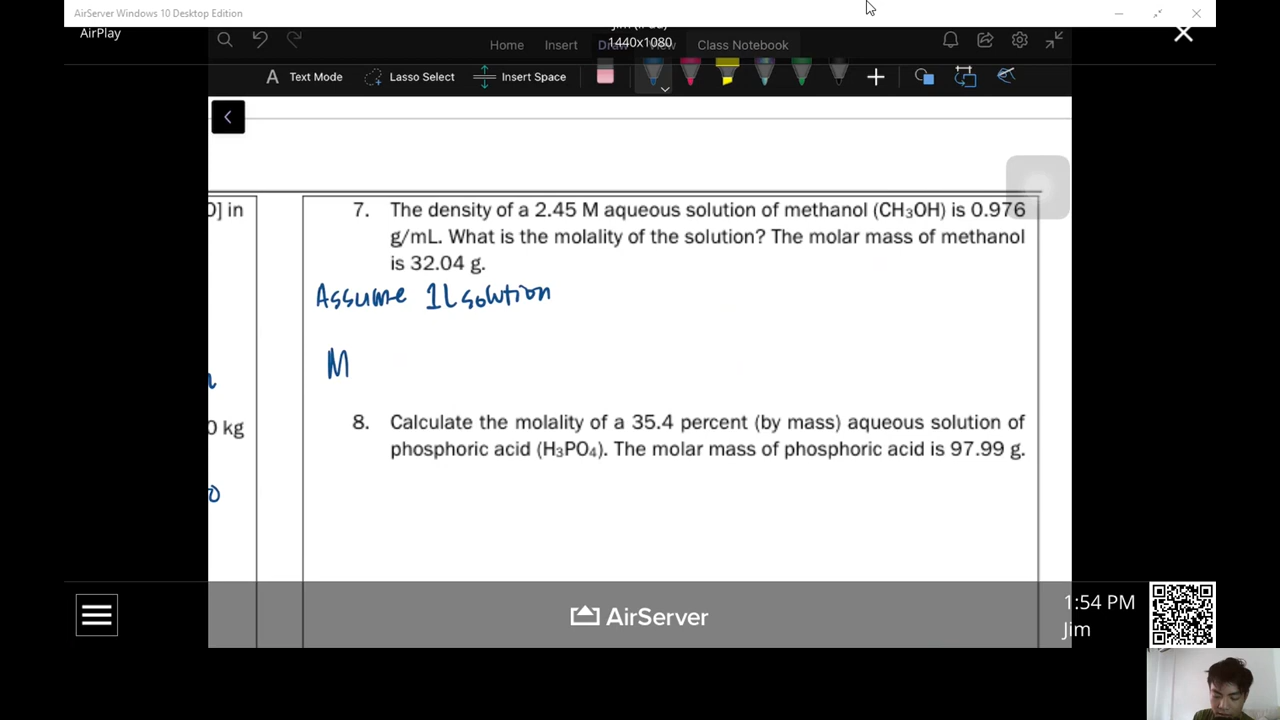 AirServer Windows 10 Desktop Edition
AirPlay
1440x1080
Home Insert Draw View Class Notebook
Text Mode Lasso Select Insert Space
O] in
7. The density of a 2.45 M aqueous solution of methanol (CH₃OH) is 0.976
g/mL. What is the molality of the solution? The molar mass of methanol
is 32.04 g.
Assume 1L solution
M
0 kg
8. Calculate the molality of a 35.4 percent (by mass) aqueous solution of
phosphoric acid (H₃PO₄). The molar mass of phosphoric acid is 97.99 g.
AirServer
1:54 PM
Jim